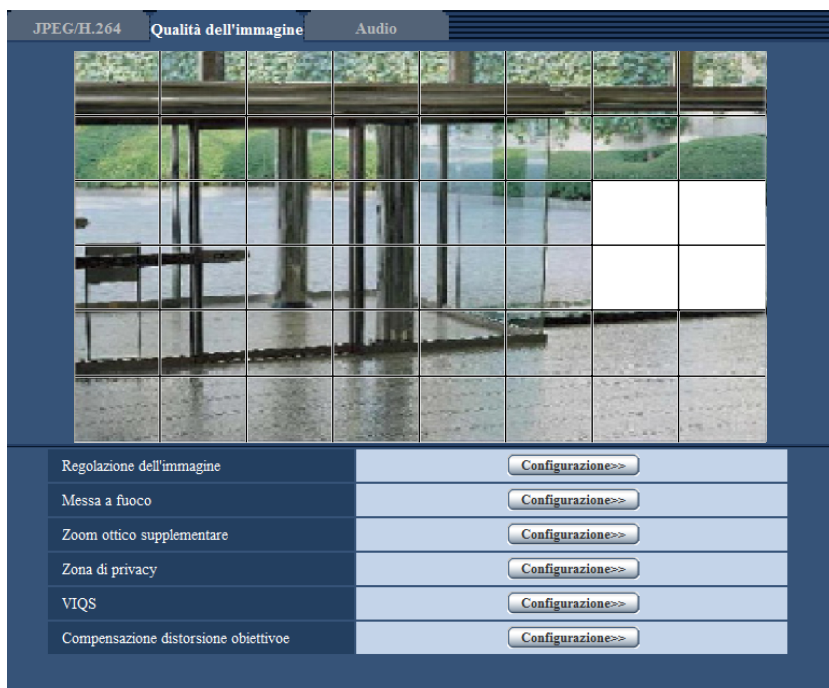 JPEG/H.264 Qualità dell'immagine Audio
Regolazione dell'immagine Configurazione>>
Messa a fuoco Configurazione>>
Zoom ottico supplementare Configurazione>>
Zona di privacy Configurazione>>
VIQS Configurazione>>
Compensazione distorsione obiettivoe Configurazione>>